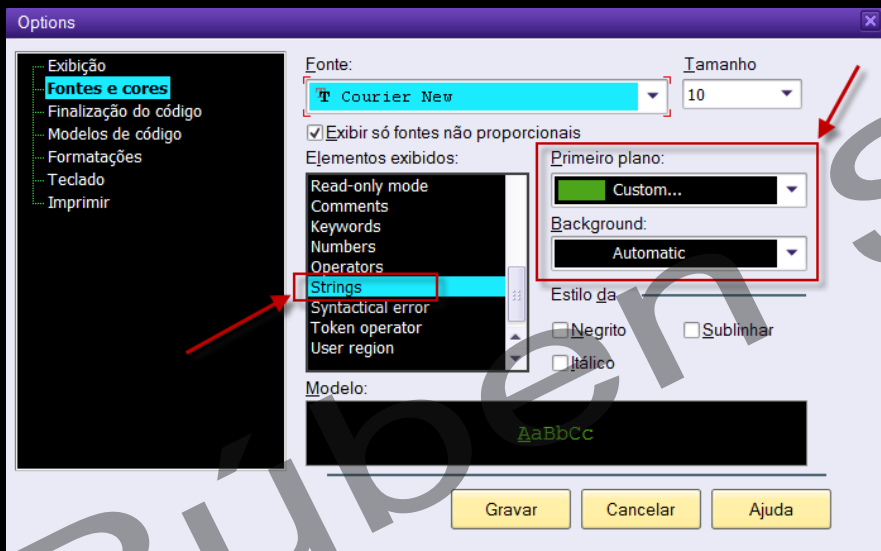 Options
Exibição
Fontes e cores
Finalização do código
Modelos de código
Formatações
Teclado
Imprimir
Fonte:
Tamanho
Courier New
10
Exibir só fontes não proporcionais
Elementos exibidos:
Read-only mode
Comments
Keywords
Numbers
Operators
Strings
Syntactical error
Token operator
User region
Primeiro plano:
Custom...
Background:
Automatic
Estilo da
Negrito
Sublinhar
Itálico
Modelo:
AaBbCc
Gravar
Cancelar
Ajuda
Rúben S